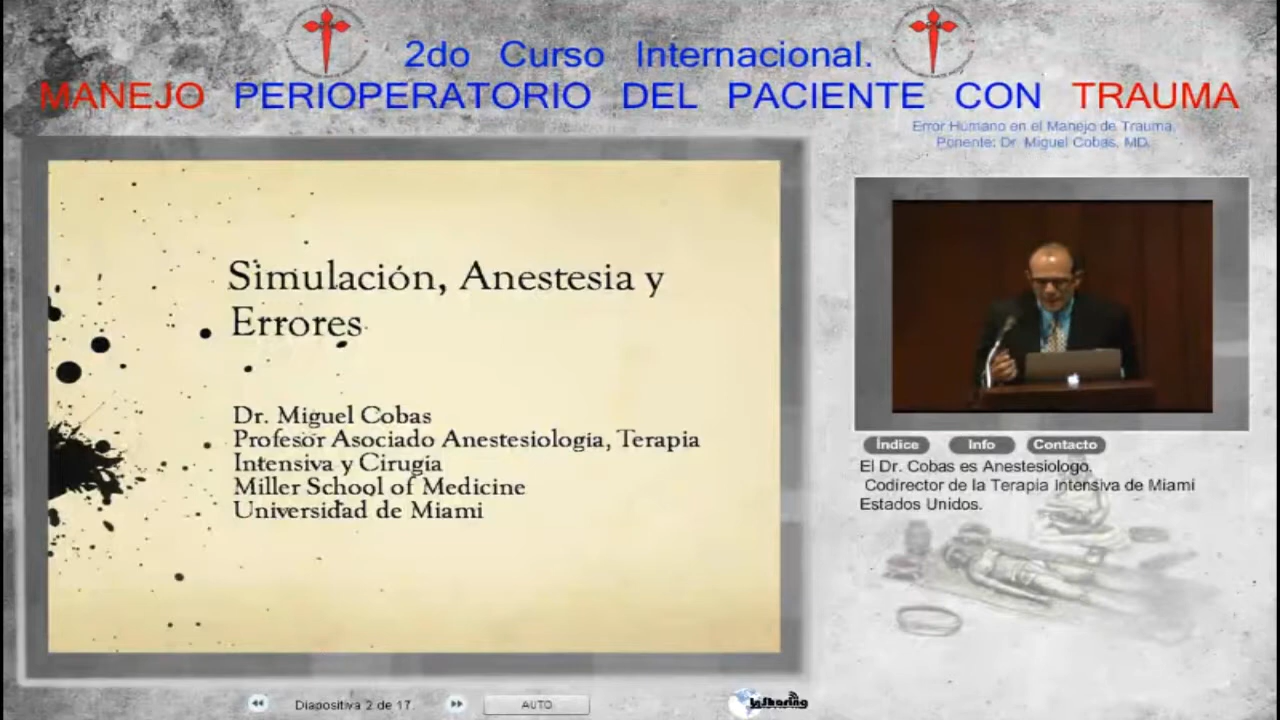 2do Curso Internacional.
MANEJO PERIOPERATORIO DEL PACIENTE CON TRAUMA
Error Humano en el Manejo de Trauma.
Ponente: Dr. Miguel Cobas, MD.
Simulación, Anestesia y
Errores
Dr. Miguel Cobas
Profesor Asociado Anestesiología, Terapia
Intensiva y Cirugía
Miller School of Medicine
Universidad de Miami
Índice Info Contacto
El Dr. Cobas es Anestesiologo.
Codirector de la Terapia Intensiva de Miami
Estados Unidos.
Diapositiva 2 de 17.
AUTO